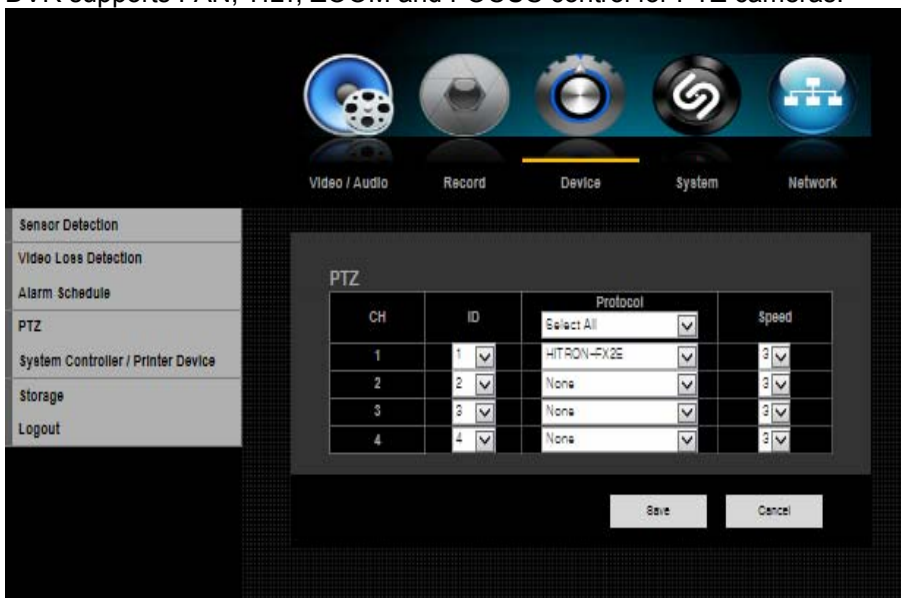 DVR supports PAN, TILT, ZOOM and FOCUS control for PTZ cameras.
Video / Audio Record Device System Network
Sensor Detection
Video Loss Detection
Alarm Schedule
PTZ
System Controller / Printer Device
Storage
Logout
PTZ
CH ID Protocol Speed
Select All
1 1 HITRON-FX2E 3
2 2 None 3
3 3 None 3
4 4 None 3
Save Cancel